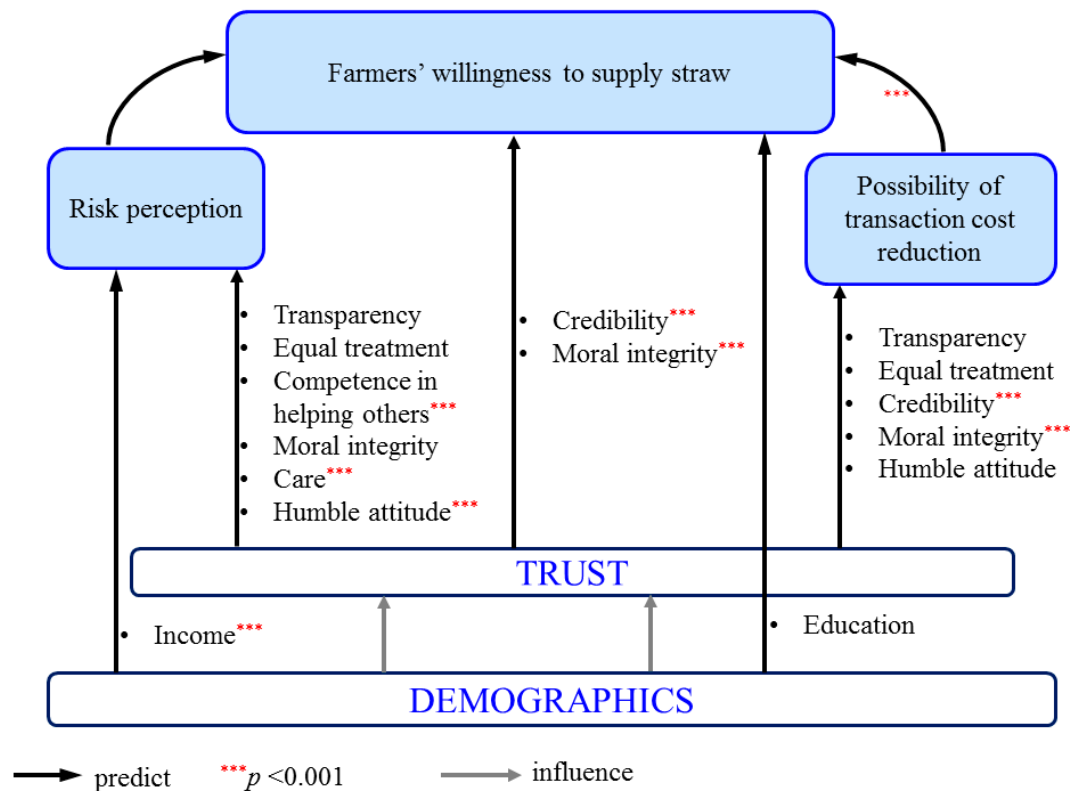 Farmers’ willingness to supply straw
***
Risk perception
Possibility of
transaction cost
reduction
• Transparency
• Equal treatment
• Competence in
helping others***
• Moral integrity
• Care***
• Humble attitude***
• Credibility***
• Moral integrity***
• Transparency
• Equal treatment
• Credibility***
• Moral integrity***
• Humble attitude
TRUST
• Income***
• Education
DEMOGRAPHICS
predict
***p <0.001
influence